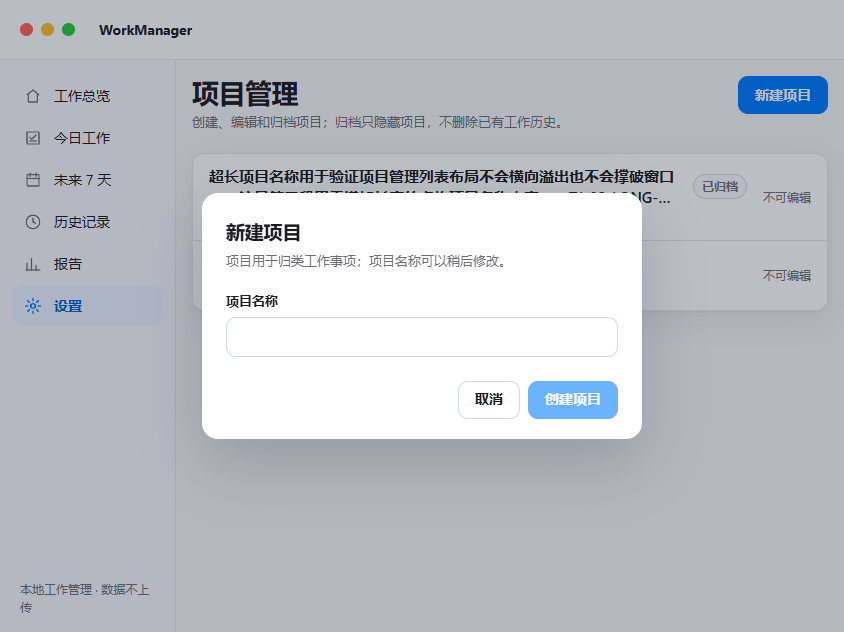 WorkManager
工作总览
今日工作
未来 7 天
历史记录
报告
设置
本地工作管理 · 数据不上
传
项目管理
创建、编辑和归档项目；归档只隐藏项目，不删除已有工作历史。
新建项目
超长项目名称用于验证项目管理列表布局不会横向溢出也不会撑破窗口
已归档
不可编辑
不可编辑
新建项目
项目用于归类工作事项；项目名称可以稍后修改。
项目名称
取消
创建项目